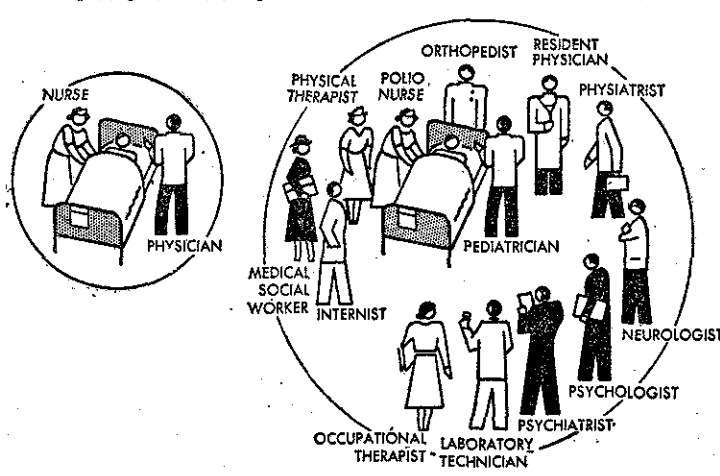 NURSE
PHYSICIAN
ORTHOPEDIST
RESIDENT
PHYSICIAN
PHYSICAL
THERAPIST
POLIO
NURSE
PHYSIATRIST
PEDIATRICIAN
MEDICAL
SOCIAL
WORKER
INTERNIST
NEUROLOGIST
PSYCHOLOGIST
PSYCHIATRIST
OCCUPATIONAL
THERAPIST
LABORATORY
TECHNICIAN